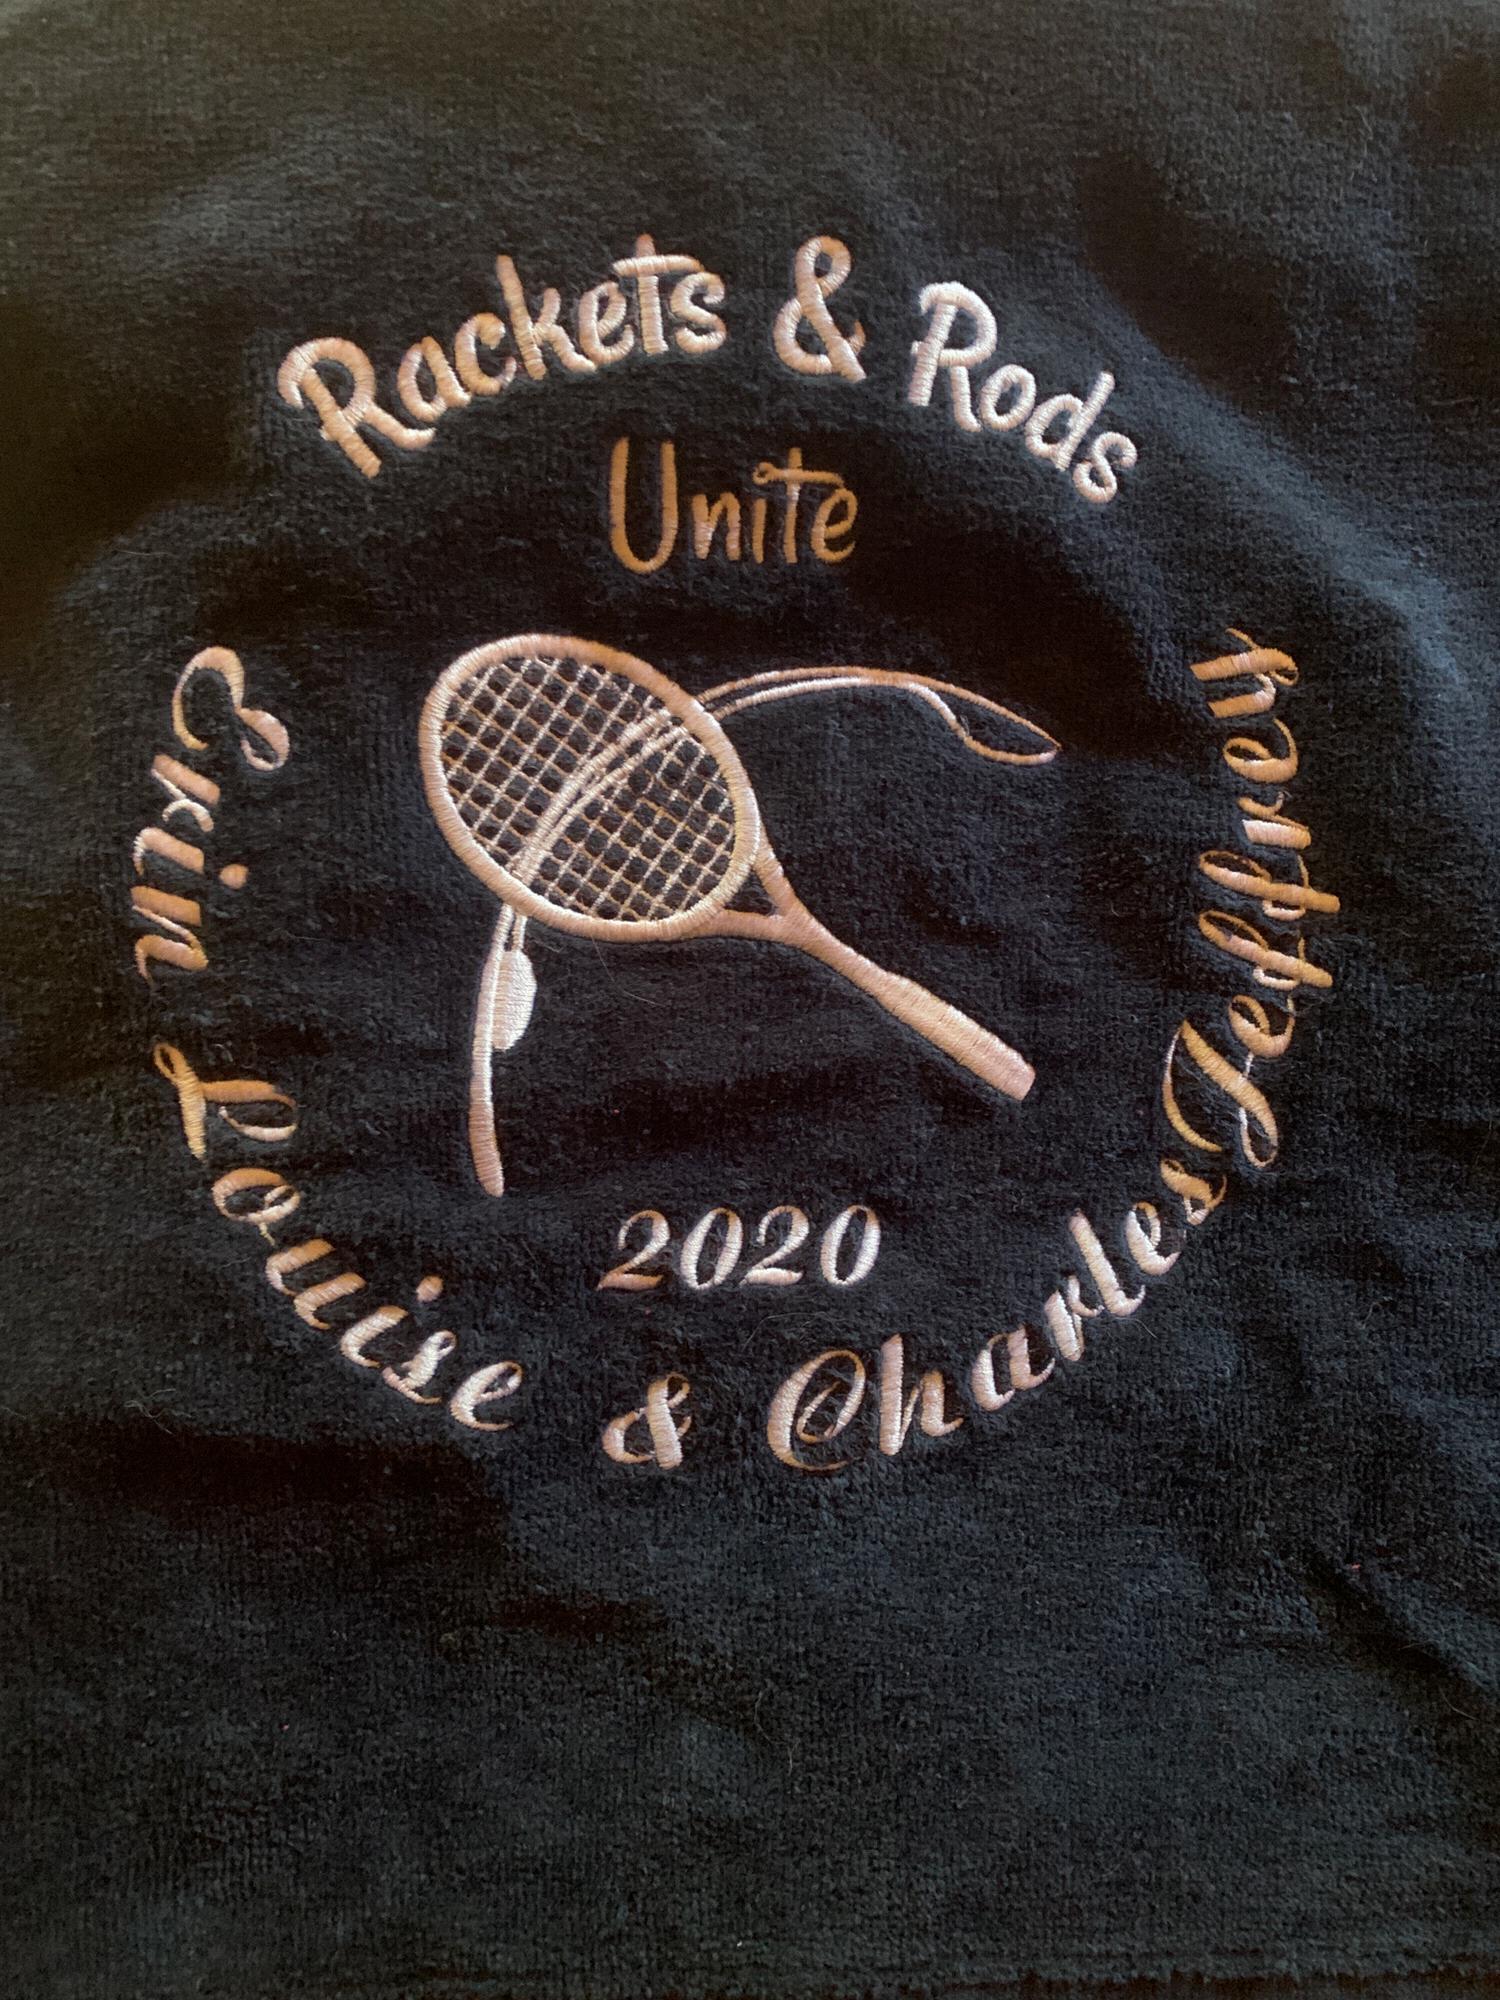 Rackets & Rods
Unite
2020
Erin Louise & Charles Jeffrey